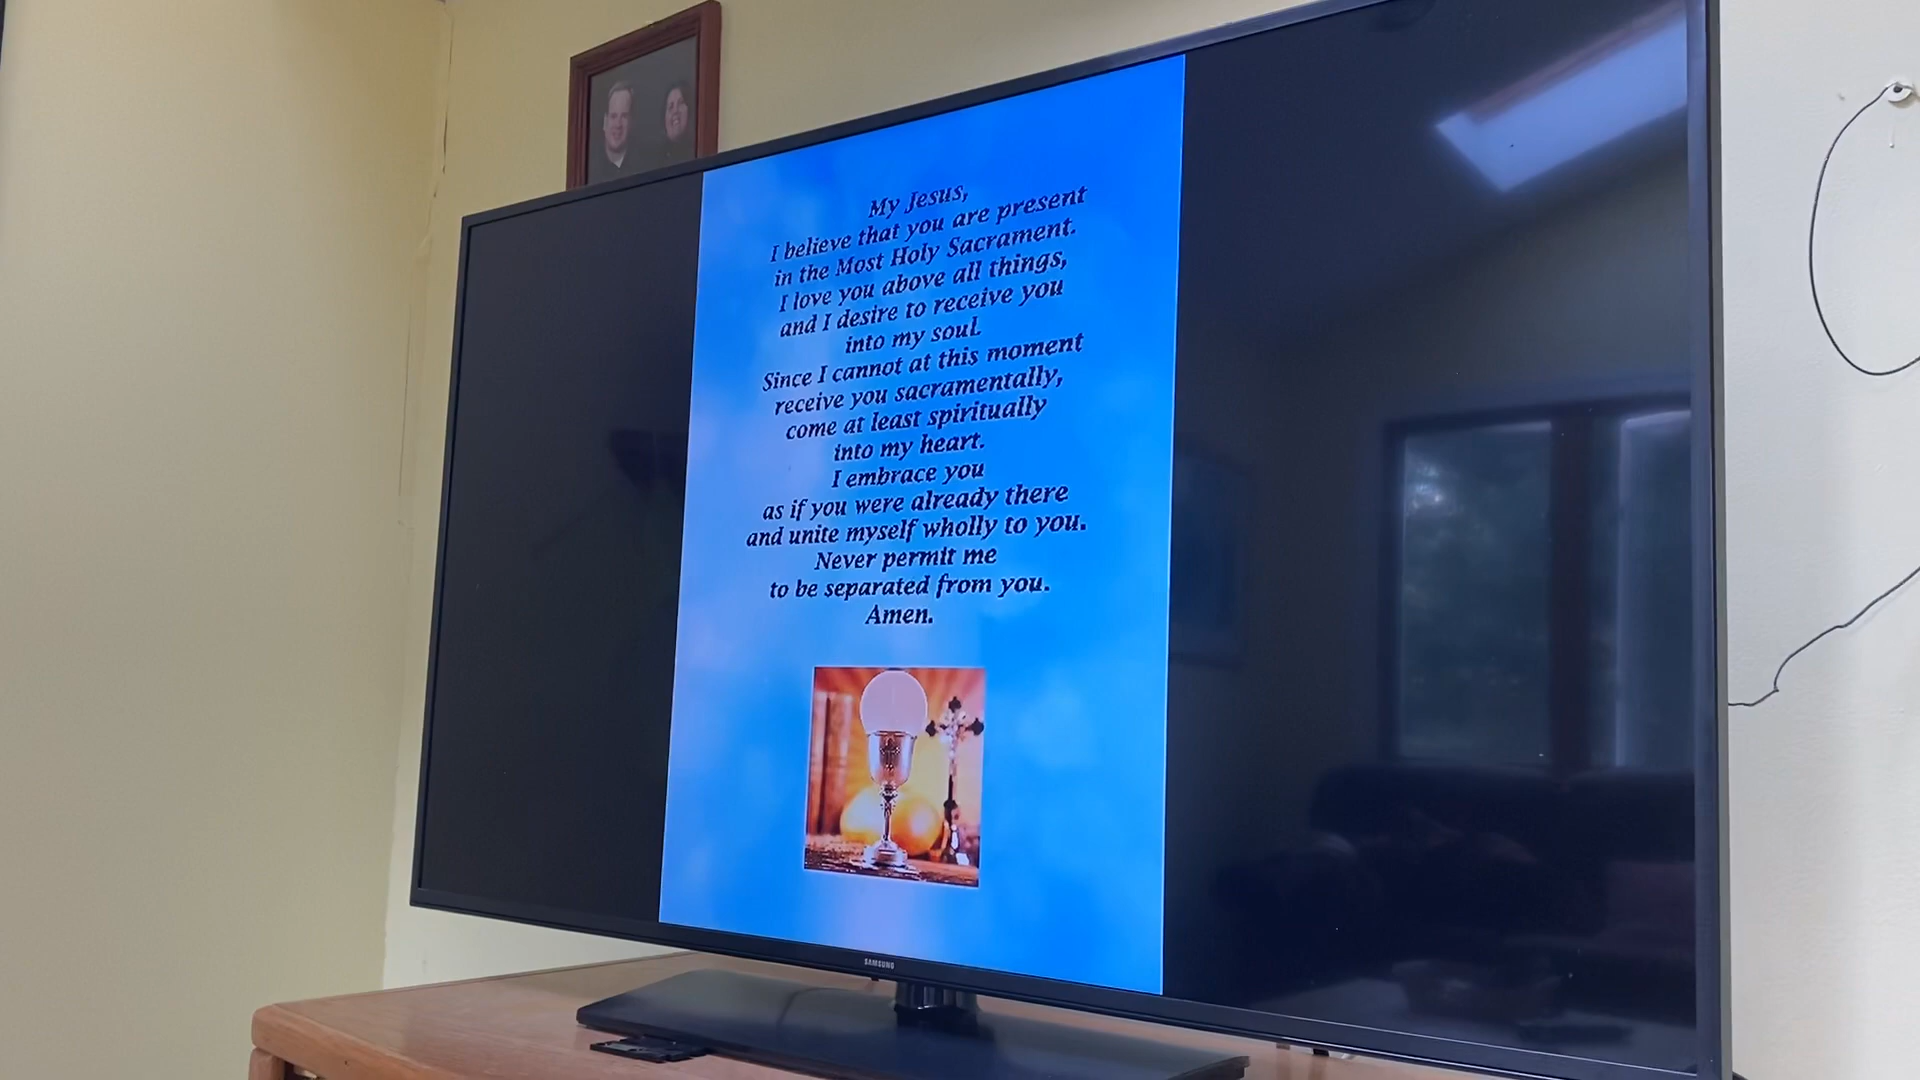 My Jesus,
I believe that you are present
in the Most Holy Sacrament.
I love you above all things,
and I desire to receive you
into my soul.
Since I cannot at this moment
receive you sacramentally,
come at least spiritually
into my heart.
I embrace you
as if you were already there
and unite myself wholly to you.
Never permit me
to be separated from you.
Amen.
SAMSUNG